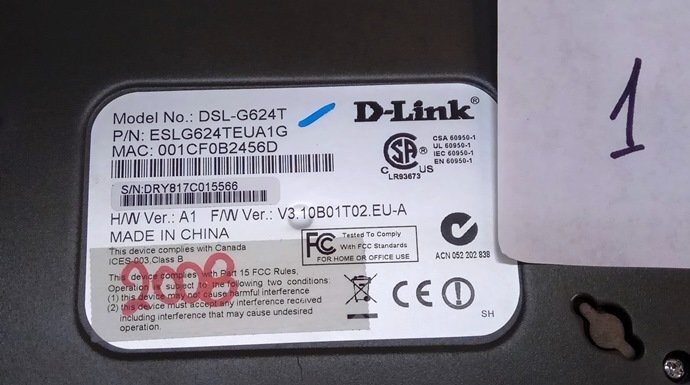 1
Model No.: DSL-G624T
D-Link®
P/N: ESLG624TEUA1G
MAC: 001CF0B2456D
CSA 60950-1
UL 60950-1
IEC 60950-1
EN 60950-1
C SA US
LR93673
S/N:DRY817C015566
H/W Ver.: A1 F/W Ver.: V3.10B01T02.EU-A
MADE IN CHINA
This device complies with Canada
ICES-003,Class B
FC
Tested To Comply
With FCC Standards
FOR HOME OR OFFICE USE
ACN 052 202 838
This device complies with Part 15 FCC Rules,
Operation subject to the following two conditions:
(1) this device may not cause harmful interference
(2) this device must accept any interference received
including interference that may cause undesired
operation.
CE
SH